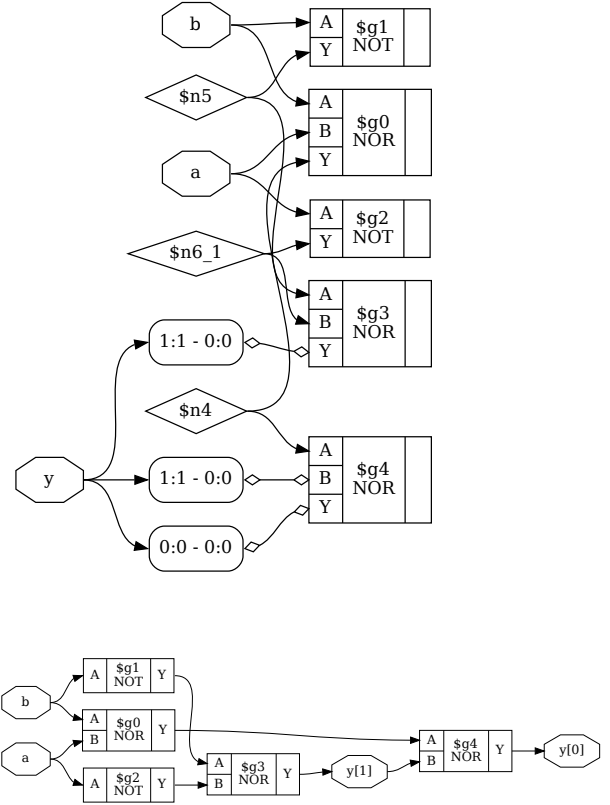 b
A
$g1
NOT
Y
$n5
A
$g0
NOR
B
Y
a
A
$g2
NOT
Y
$n6_1
A
$g3
NOR
B
Y
1:1 - 0:0
$n4
A
$g4
NOR
B
Y
y
1:1 - 0:0
0:0 - 0:0
A
$g1
NOT
Y
b
A
B
$g0
NOR
Y
a
A
$g2
NOT
Y
A
B
$g3
NOR
Y
y[1]
A
B
$g4
NOR
Y
y[0]